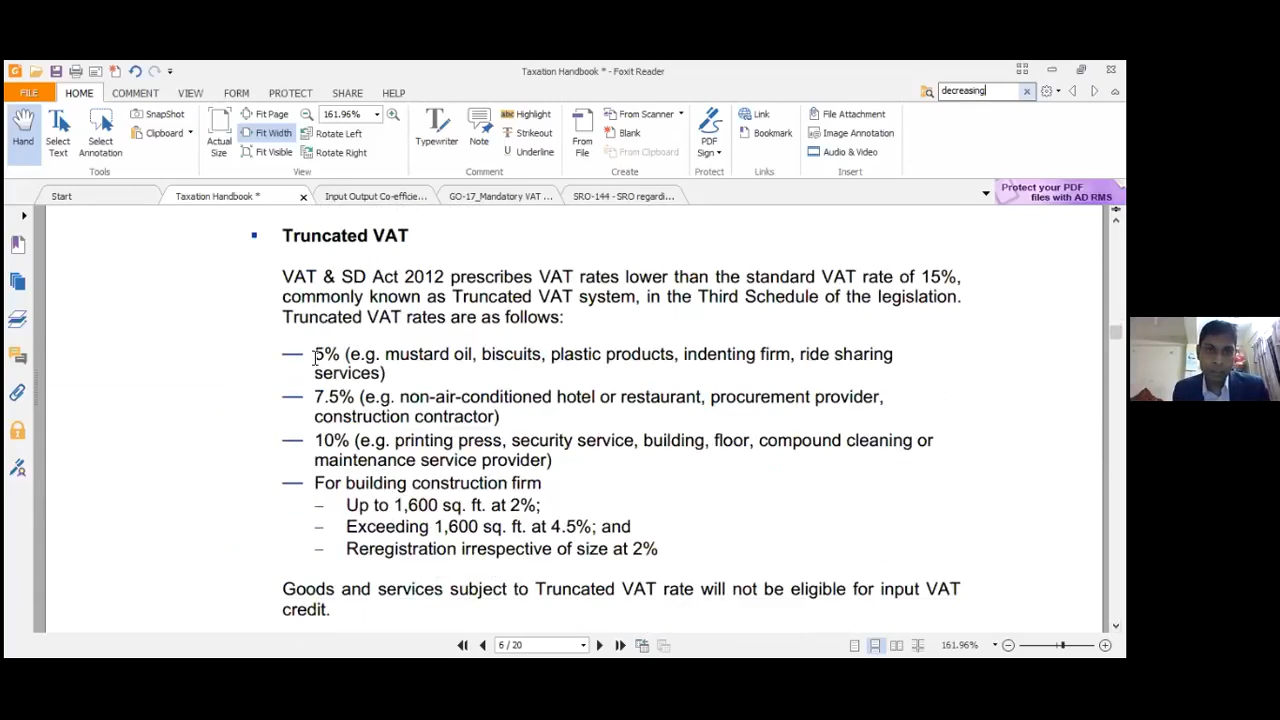 Taxation Handbook * - Foxit Reader
FILE HOME COMMENT VIEW FORM PROTECT SHARE HELP
decreasing
Hand
Select Text
Select Annotation
SnapShot
Clipboard
Tools
Actual Size
Fit Page
Fit Width
Fit Visible
161.96%
Rotate Left
Rotate Right
View
Typewriter
Note
Highlight
Strikeout
Underline
Comment
From File
From Scanner
Blank
From Clipboard
Create
PDF Sign
Protect
Link
Bookmark
Links
File Attachment
Image Annotation
Audio & Video
Insert
Start
Taxation Handbook *
Input Output Co-efficie...
GO-17_Mandatory VAT ...
SRO-144 - SRO regardi...
Protect your PDF
files with AD RMS
▪ Truncated VAT
VAT & SD Act 2012 prescribes VAT rates lower than the standard VAT rate of 15%,
commonly known as Truncated VAT system, in the Third Schedule of the legislation.
Truncated VAT rates are as follows:
— 5% (e.g. mustard oil, biscuits, plastic products, indenting firm, ride sharing
services)
— 7.5% (e.g. non-air-conditioned hotel or restaurant, procurement provider,
construction contractor)
— 10% (e.g. printing press, security service, building, floor, compound cleaning or
maintenance service provider)
— For building construction firm
– Up to 1,600 sq. ft. at 2%;
– Exceeding 1,600 sq. ft. at 4.5%; and
– Reregistration irrespective of size at 2%
Goods and services subject to Truncated VAT rate will not be eligible for input VAT
credit.
6 / 20
161.96%